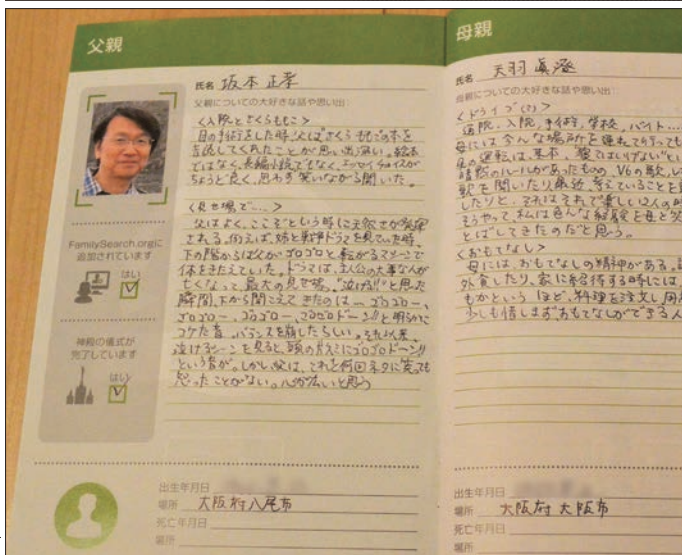 父親
氏名 坂本 正孝
父親についての大好きな話や思い出:
<入院とさくらももこ>
目の手術をした時、父はさくらももこの本を
音読してくれたことが思い出深い。絵本
ではなく、長編小説でもなく、エッセイチョイスが
ちょうど良く、思わず笑いながら聞いた。
<見せ場で…>
父はよく、ここぞという時に天然さが発揮
される。例えば、姉と戦争ドラマを見ていた時、
下の階からは父がゴロゴロと転がるマシーンで
体をきたえていた。ドラマは、主人公の大事な人が
亡くなって、最大の見せ場。"泣ける!!"と思った
瞬間、下から聞こえてきたのは ー ゴロゴロー、
ゴロゴロー、ゴロゴロー、ゴロゴロドーン!!と明らかに
コケた音。バランスを崩したらしい。それ以来、
泣けるシーンを見ると、頭の片すみにゴロゴロドーン!!
という音が。しかし父は、これを何回ネタに笑っても
怒ったことがない。心が広いと思う
FamilySearch.orgに
追加されています
はい
神殿の儀式が
完了しています
はい
出生年月日
場所 大阪府八尾市
死亡年月日
場所
母親
氏名 天羽 眞澄
母親についての大好きな話や思い出:
<ドライブ(?)>
通院、入院、手術、学校、バイト…
母には色んな場所を連れて行っても
母の運転は、基本、"寝てはいけない"とい
暗黙のルールがあったものの、V6の歌
歌を聞いたり最近、考えていることを
したりと、それはそれで楽しい2人の時
そうやって、私は色んな経験を母と
とばしてきたのだと思う。
<おもてなし>
母には、おもてなしの精神がある。
外食したり、家に招待する時には、
もかという ほど、料理を注文し用
少しも惜しまずおもてなしができる人
出生年月日
場所 大阪府 大阪市
死亡年月日
場所